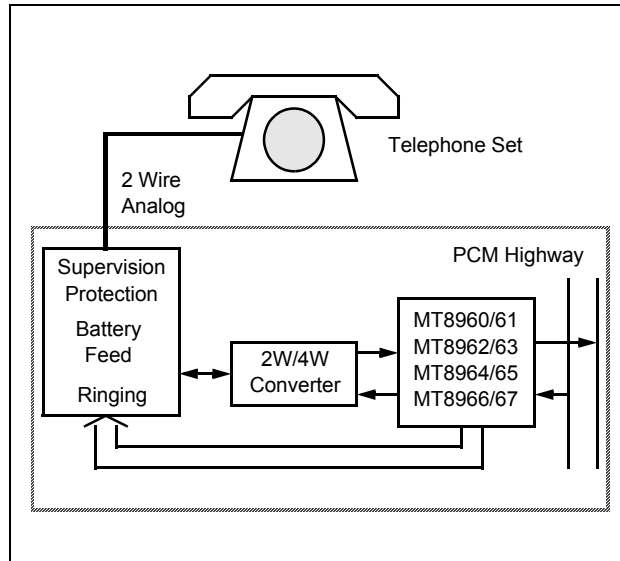 Telephone Set
2 Wire
Analog
PCM Highway
Supervision
Protection
Battery
Feed
Ringing
2W/4W
Converter
MT8960/61
MT8962/63
MT8964/65
MT8966/67